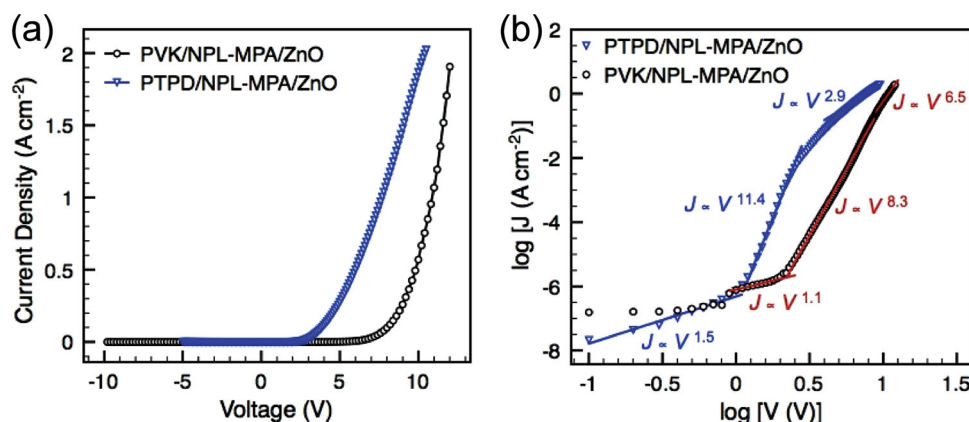 (a)
PVK/NPL-MPA/ZnO
PTPD/NPL-MPA/ZnO
Current Density (A cm⁻²)
2
1.5
1
0.5
0
-10 -5 0 5 10
Voltage (V)
(b)
PTPD/NPL-MPA/ZnO
PVK/NPL-MPA/ZnO
J ∝ V^2.9
J ∝ V^6.5
J ∝ V^11.4
J ∝ V^8.3
J ∝ V^1.1
J ∝ V^1.5
log [J (A cm⁻²)]
0
-2
-4
-6
-8
-1 -0.5 0 0.5 1 1.5
log [V (V)]